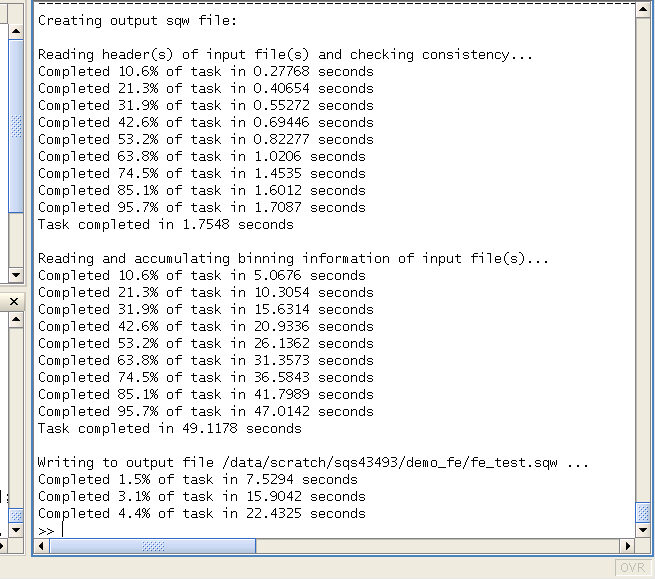 Creating output sqw file:
Reading header(s) of input file(s) and checking consistency...
Completed 10.6% of task in 0.27768 seconds
Completed 21.3% of task in 0.40654 seconds
Completed 31.9% of task in 0.55272 seconds
Completed 42.6% of task in 0.69446 seconds
Completed 53.2% of task in 0.82277 seconds
Completed 63.8% of task in 1.0206 seconds
Completed 74.5% of task in 1.4535 seconds
Completed 85.1% of task in 1.6012 seconds
Completed 95.7% of task in 1.7087 seconds
Task completed in 1.7548 seconds
Reading and accumulating binning information of input file(s)...
Completed 10.6% of task in 5.0676 seconds
Completed 21.3% of task in 10.3054 seconds
Completed 31.9% of task in 15.6314 seconds
Completed 42.6% of task in 20.9336 seconds
Completed 53.2% of task in 26.1362 seconds
Completed 63.8% of task in 31.3573 seconds
Completed 74.5% of task in 36.5843 seconds
Completed 85.1% of task in 41.7989 seconds
Completed 95.7% of task in 47.0142 seconds
Task completed in 49.1178 seconds
Writing to output file /data/scratch/sqs43493/demo_fe/fe_test.sqw ...
Completed 1.5% of task in 7.5294 seconds
Completed 3.1% of task in 15.9042 seconds
Completed 4.4% of task in 22.4325 seconds
>>
OVR